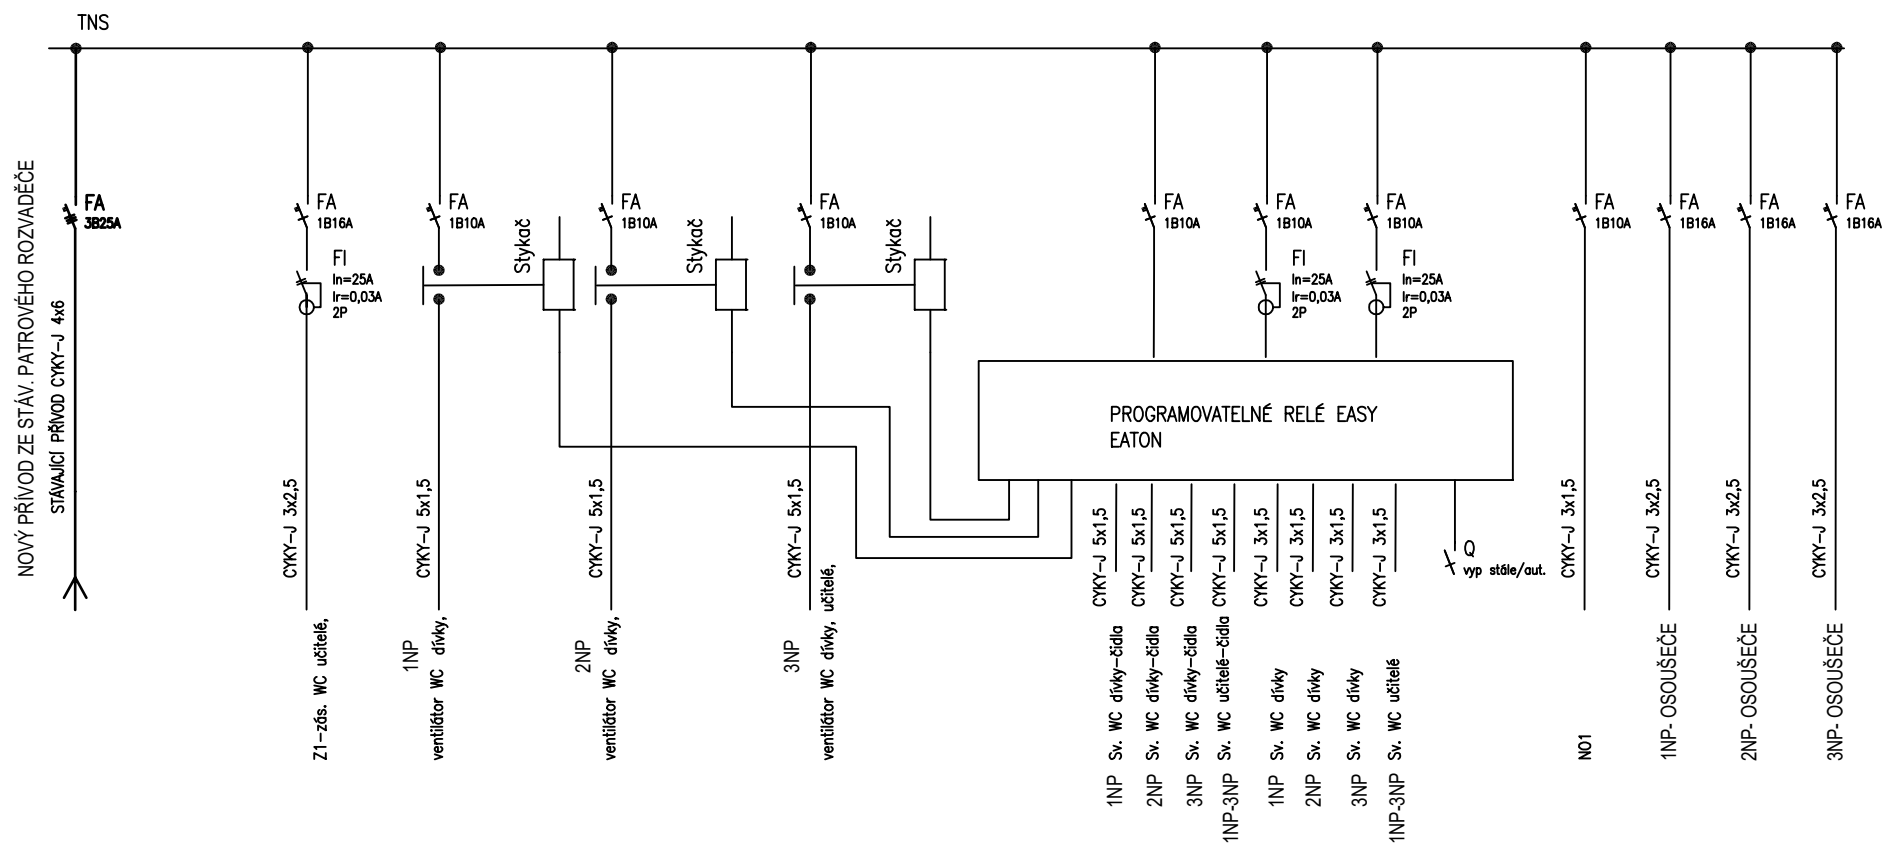 TNS
NOVÝ PŘÍVOD ZE STÁV. PATROVÉHO ROZVADĚČE
STÁVAJÍCÍ PŘÍVOD CYKY-J 4x6
FA
3B25A
FA
1B16A
FI
In=25A
Ir=0,03A
2P
CYKY-J 3x2,5
Z1-zás. WC učitelé,
FA
1B10A
Stykač
CYKY-J 5x1,5
1NP
ventilátor WC dívky,
FA
1B10A
Stykač
CYKY-J 5x1,5
2NP
ventilátor WC dívky,
FA
1B10A
Stykač
CYKY-J 5x1,5
3NP
ventilátor WC dívky, učitelé,
FA
1B10A
FA
1B10A
FI
In=25A
Ir=0,03A
2P
FA
1B10A
FI
In=25A
Ir=0,03A
2P
PROGRAMOVATELNÉ RELÉ EASY
EATON
CYKY-J 5x1,5
1NP Sv. WC dívky-čidla
CYKY-J 5x1,5
2NP Sv. WC dívky-čidla
CYKY-J 5x1,5
3NP Sv. WC dívky-čidla
CYKY-J 5x1,5
1NP-3NP Sv. WC učitelé-čidla
CYKY-J 3x1,5
1NP Sv. WC dívky
CYKY-J 3x1,5
2NP Sv. WC dívky
CYKY-J 3x1,5
3NP Sv. WC dívky
CYKY-J 3x1,5
1NP-3NP Sv. WC učitelé
Q
vyp stále/aut.
FA
1B10A
CYKY-J 3x1,5
NO1
FA
1B16A
CYKY-J 3x2,5
1NP- OSOUŠEČE
FA
1B16A
CYKY-J 3x2,5
2NP- OSOUŠEČE
FA
1B16A
CYKY-J 3x2,5
3NP- OSOUŠEČE